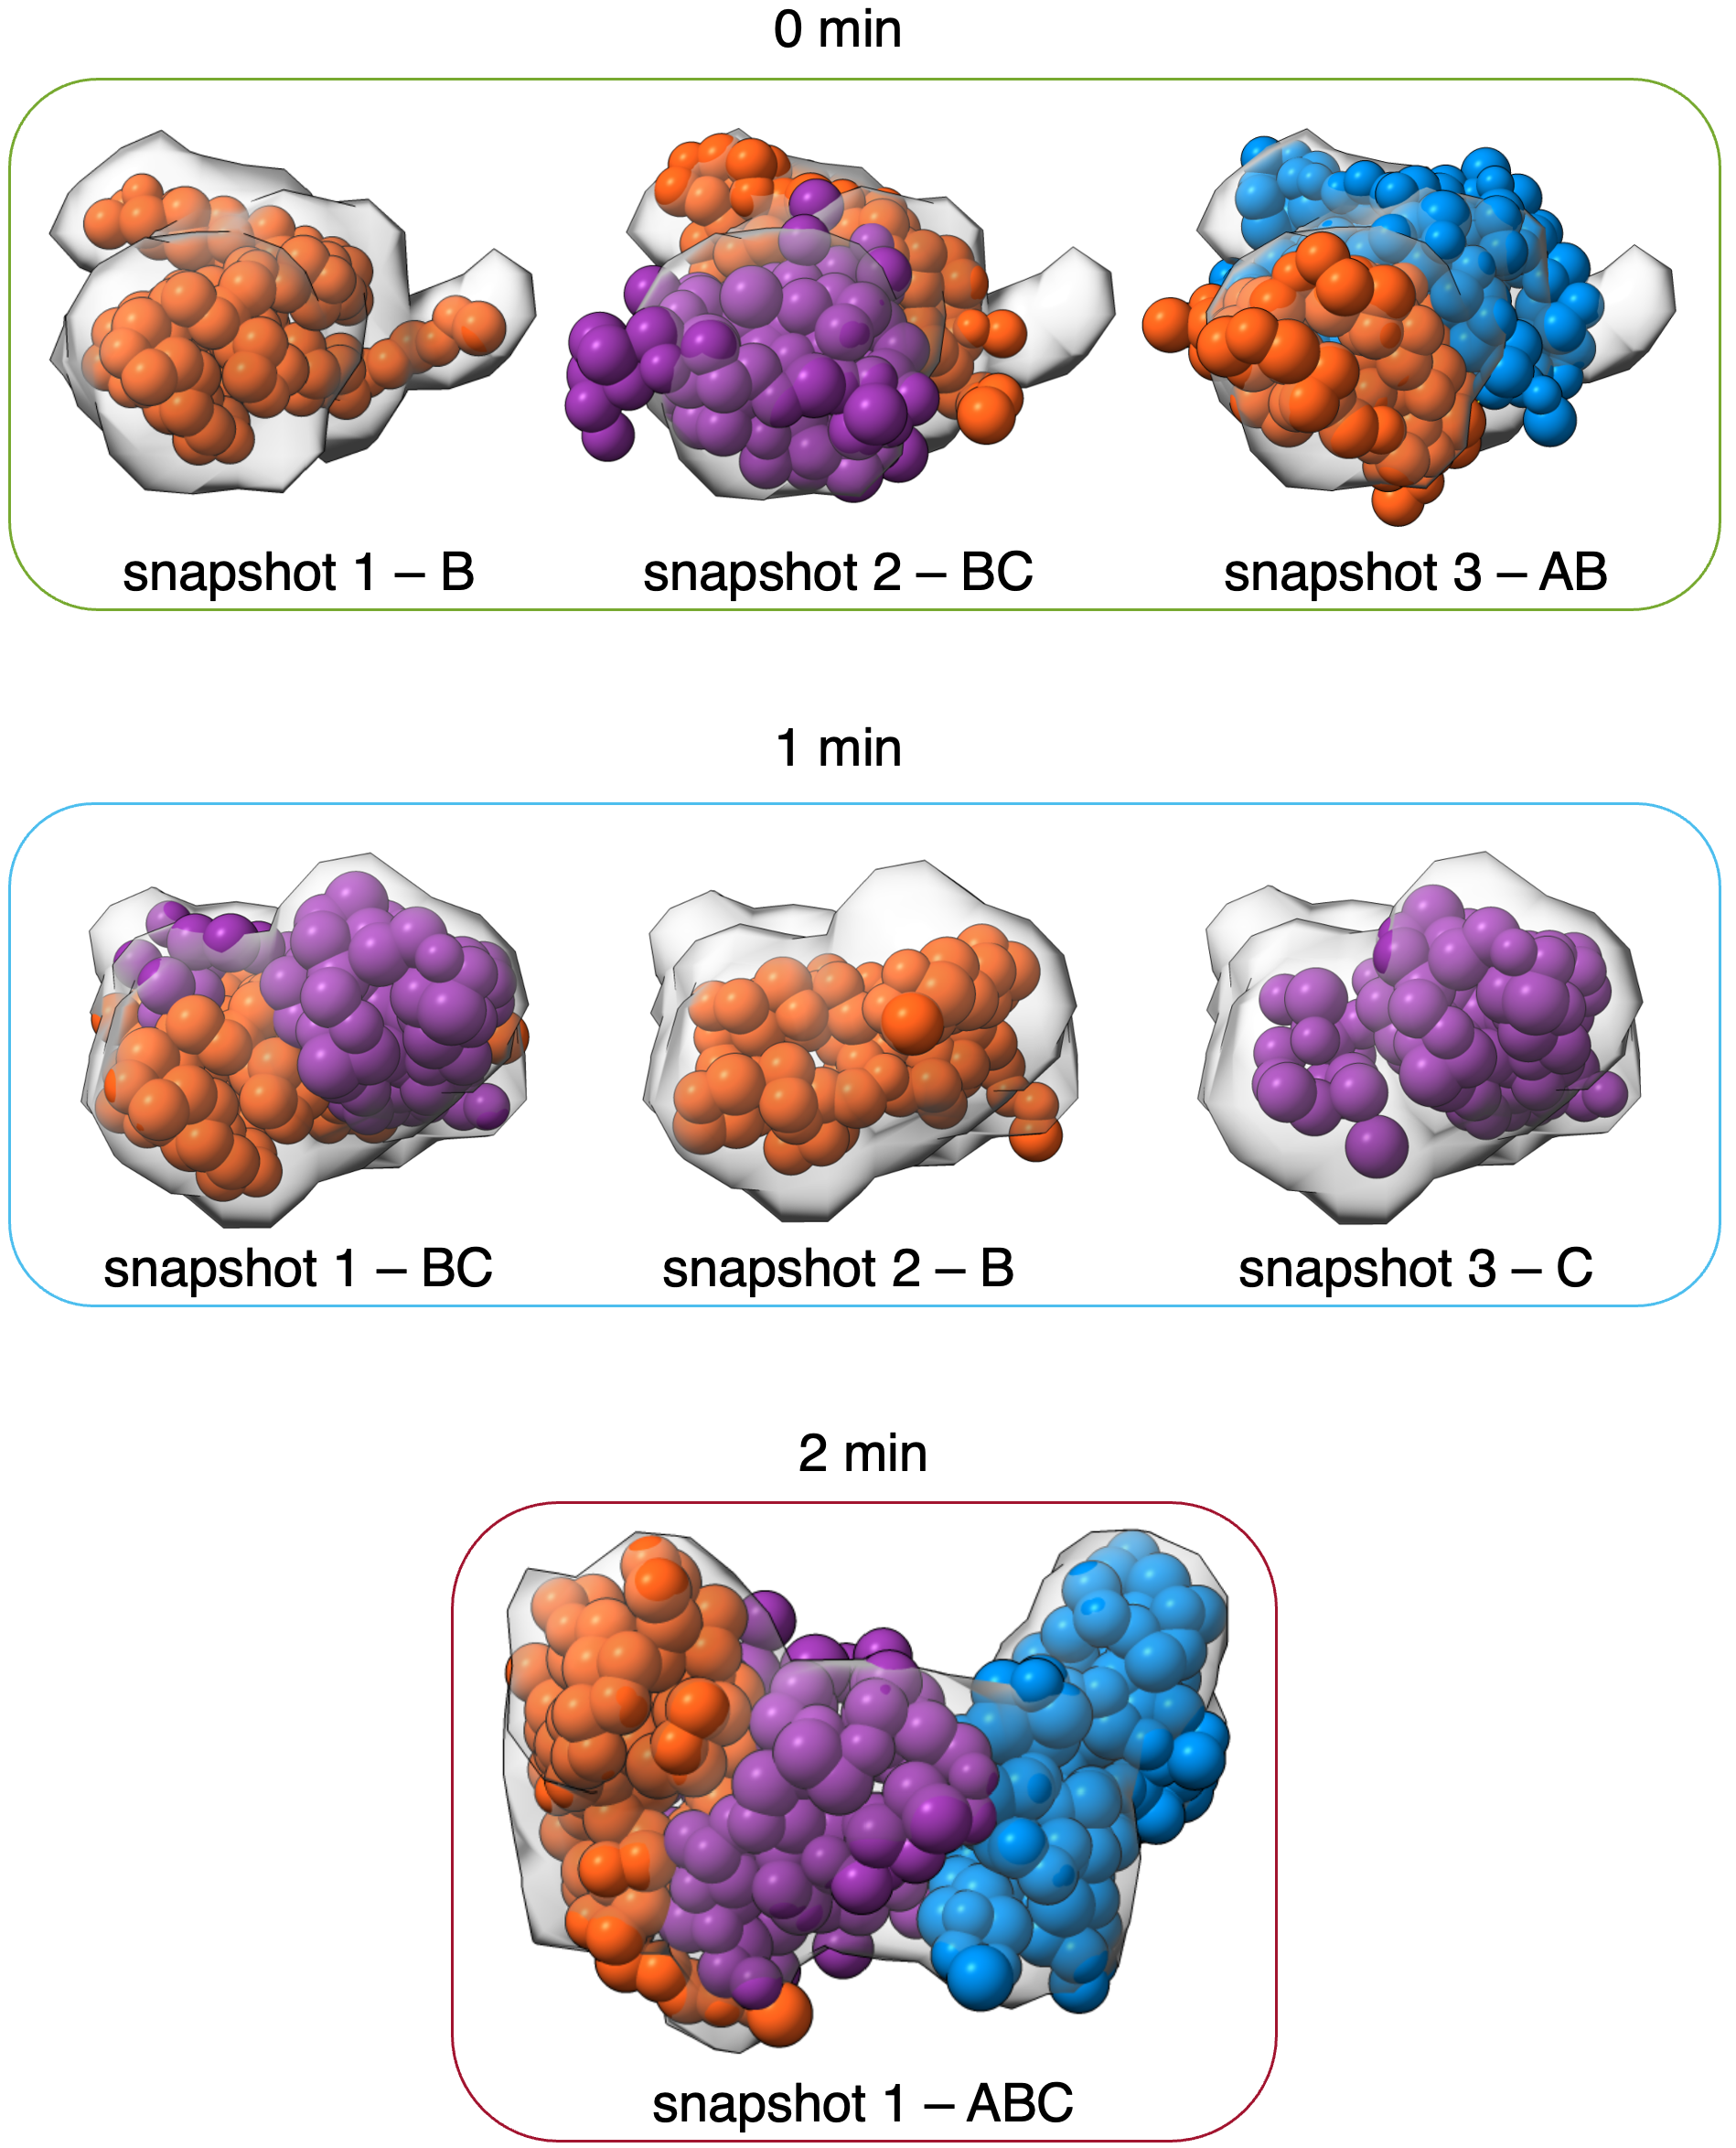 0 min
snapshot 1 – B
snapshot 2 – BC
snapshot 3 – AB
1 min
snapshot 1 – BC
snapshot 2 – B
snapshot 3 – C
2 min
snapshot 1 – ABC